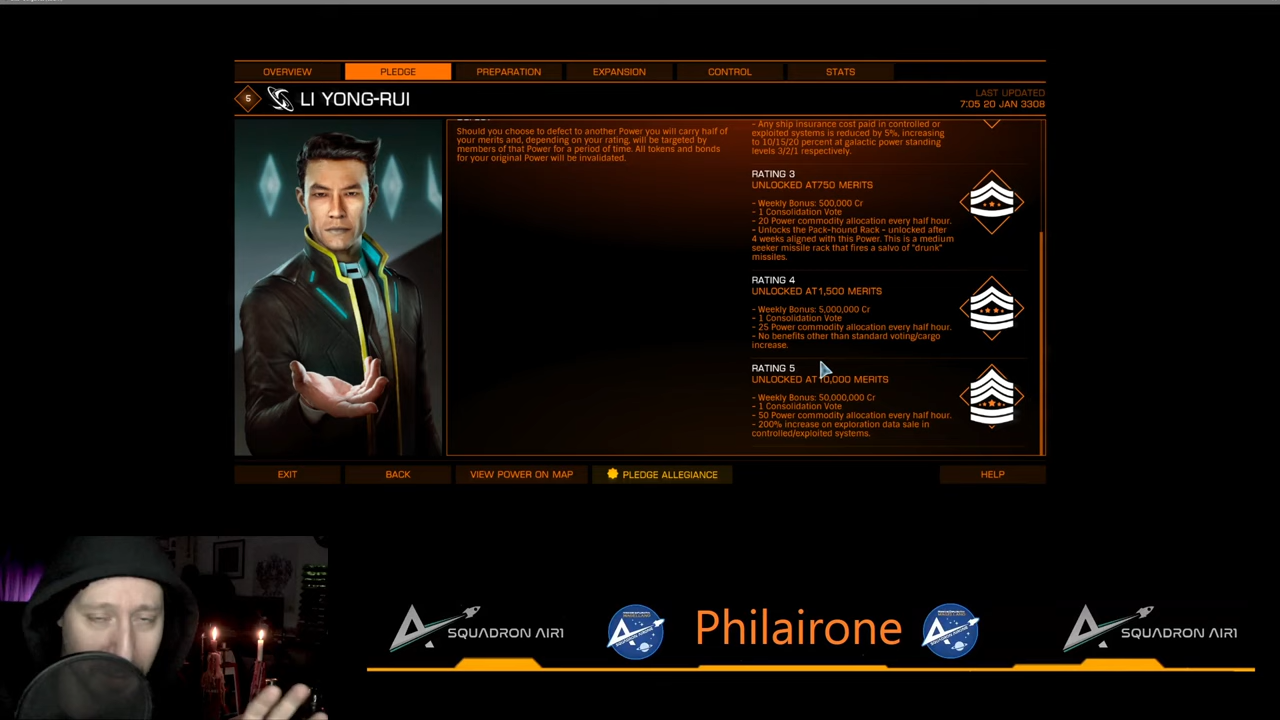 OVERVIEW
PLEDGE
PREPARATION
EXPANSION
CONTROL
STATS
5
LI YONG-RUI
LAST UPDATED
7:05 20 JAN 3308
Should you choose to defect to another Power you will carry half of
your merits and, depending on your rating, will be targeted by
members of that Power for a period of time. All tokens and bonds
for your original Power will be invalidated.
- Any ship insurance cost paid in controlled or
exploited systems is reduced by 5%, increasing
to 10/15/20 percent at galactic power standing
levels 3/2/1 respectively.
RATING 3
UNLOCKED AT750 MERITS
- Weekly Bonus: 500,000 Cr
- 1 Consolidation Vote
- 20 Power commodity allocation every half hour.
- Unlocks the Pack-hound Rack - unlocked after
4 weeks aligned with this Power. This is a medium
seeker missile rack that fires a salvo of "drunk"
missiles.
RATING 4
UNLOCKED AT1,500 MERITS
- Weekly Bonus: 5,000,000 Cr
- 1 Consolidation Vote
- 25 Power commodity allocation every half hour.
- No benefits other than standard voting/cargo
increase.
RATING 5
UNLOCKED AT 10,000 MERITS
- Weekly Bonus: 50,000,000 Cr
- 1 Consolidation Vote
- 50 Power commodity allocation every half hour.
- 200% increase on exploration data sale in
controlled/exploited systems.
EXIT
BACK
VIEW POWER ON MAP
PLEDGE ALLEGIANCE
HELP
SQUADRON AIR1
Philairone
SQUADRON AIR1